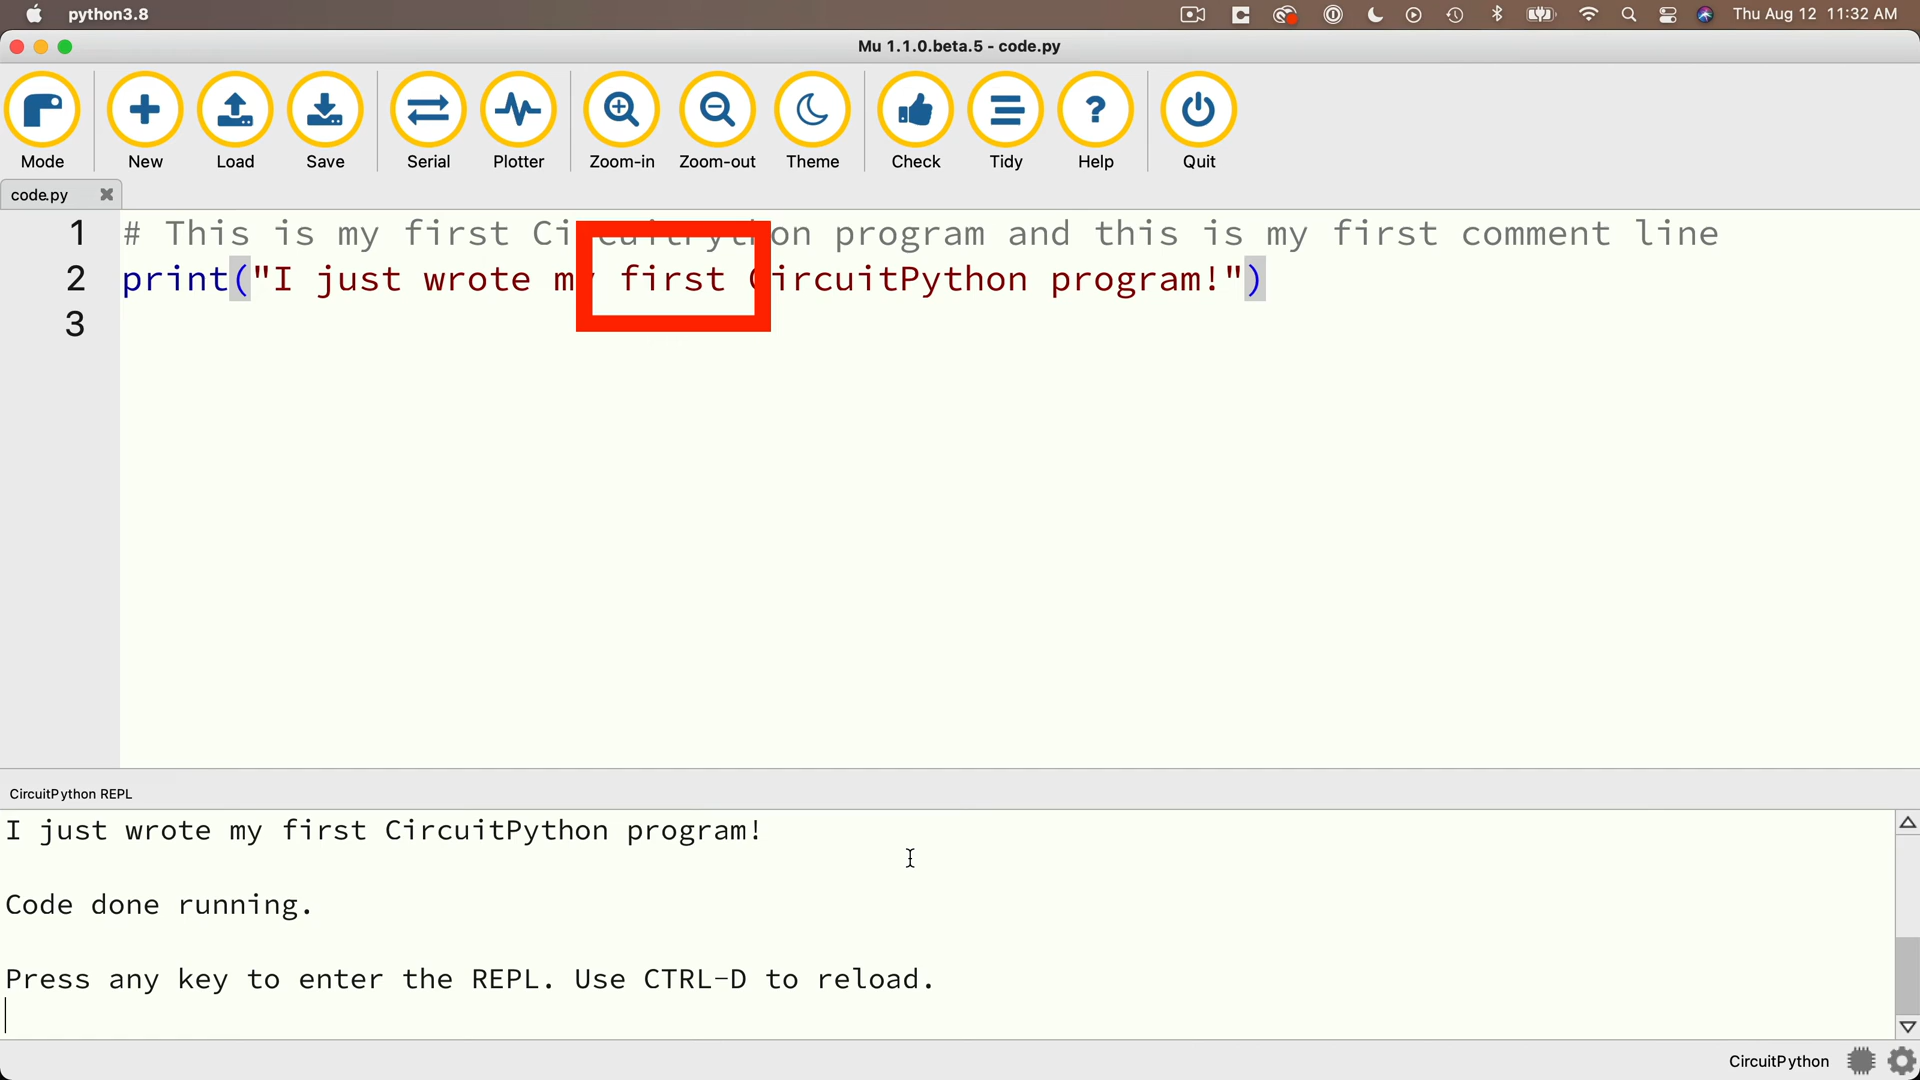 python3.8
Thu Aug 12 11:32 AM
Mu 1.1.0.beta.5 - code.py
Mode New Load Save Serial Plotter Zoom-in Zoom-out Theme Check Tidy Help Quit
code.py
1 # This is my first CircuitPython program and this is my first comment line
2 print("I just wrote my first CircuitPython program!")
3
CircuitPython REPL
I just wrote my first CircuitPython program!
Code done running.
Press any key to enter the REPL. Use CTRL-D to reload.
CircuitPython